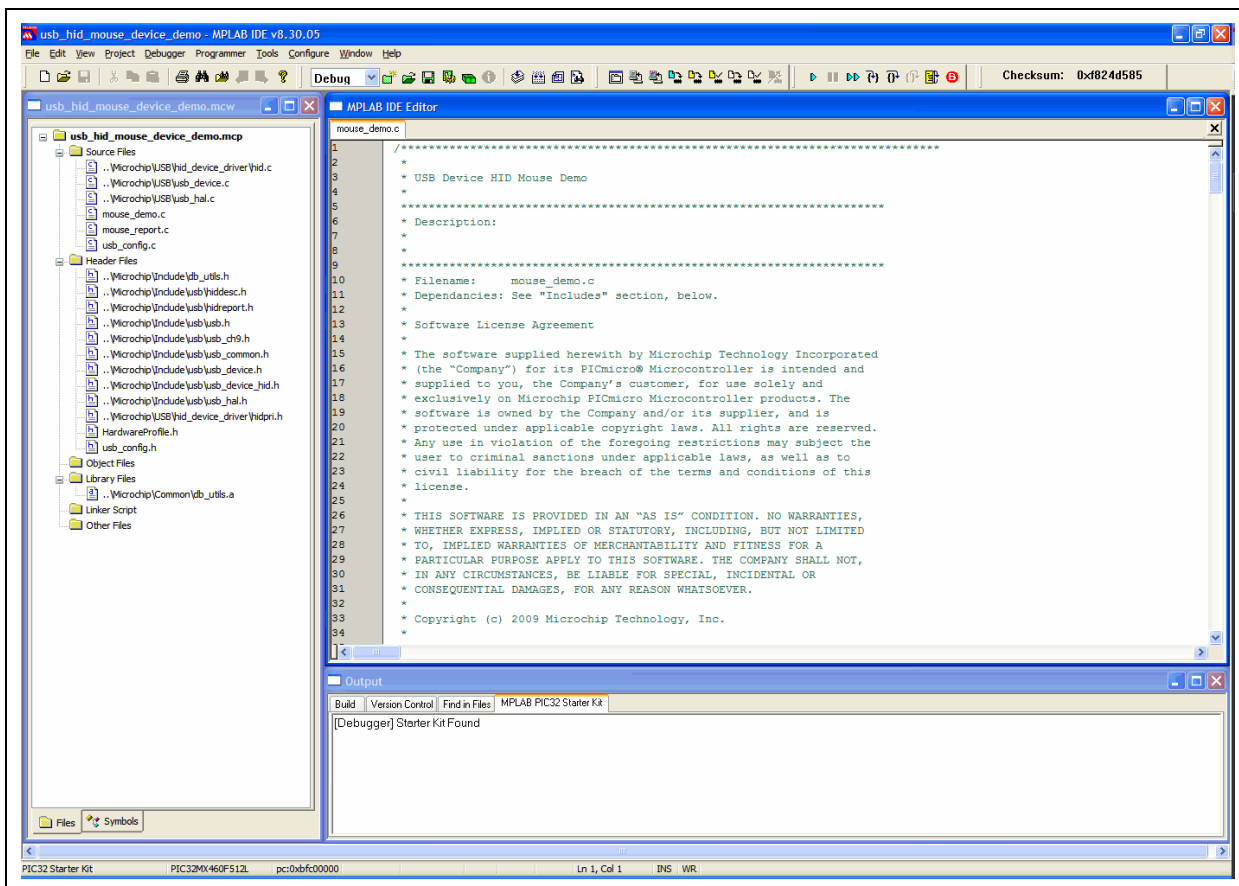 usb_hid_mouse_device_demo - MPLAB IDE v8.30.05
File Edit View Project Debugger Programmer Tools Configure Window Help
Debug
Checksum: 0xf824d585
usb_hid_mouse_device_demo.mcw
usb_hid_mouse_device_demo.mcp
Source Files
..\Microchip\USB\hid_device_driver\hid.c
..\Microchip\USB\usb_device.c
..\Microchip\USB\usb_hal.c
mouse_demo.c
mouse_report.c
usb_config.c
Header Files
..\Microchip\Include\db_utils.h
..\Microchip\Include\usb\hiddesc.h
..\Microchip\Include\usb\hidreport.h
..\Microchip\Include\usb\usb.h
..\Microchip\Include\usb\usb_ch9.h
..\Microchip\Include\usb\usb_common.h
..\Microchip\Include\usb\usb_device.h
..\Microchip\Include\usb\usb_device_hid.h
..\Microchip\Include\usb\usb_hal.h
..\Microchip\USB\hid_device_driver\hidpri.h
HardwareProfile.h
usb_config.h
Object Files
Library Files
..\Microchip\Common\db_utils.a
Linker Script
Other Files
Files Symbols
MPLAB IDE Editor
mouse_demo.c
1 /******************************************************************************
2 *
3 * USB Device HID Mouse Demo
4 *
5 **********************************************************************
6 * Description:
7 *
8 *
9 **********************************************************************
10 * Filename: mouse_demo.c
11 * Dependancies: See "Includes" section, below.
12 *
13 * Software License Agreement
14 *
15 * The software supplied herewith by Microchip Technology Incorporated
16 * (the “Company”) for its PICmicro® Microcontroller is intended and
17 * supplied to you, the Company’s customer, for use solely and
18 * exclusively on Microchip PICmicro Microcontroller products. The
19 * software is owned by the Company and/or its supplier, and is
20 * protected under applicable copyright laws. All rights are reserved.
21 * Any use in violation of the foregoing restrictions may subject the
22 * user to criminal sanctions under applicable laws, as well as to
23 * civil liability for the breach of the terms and conditions of this
24 * license.
25 *
26 * THIS SOFTWARE IS PROVIDED IN AN “AS IS” CONDITION. NO WARRANTIES,
27 * WHETHER EXPRESS, IMPLIED OR STATUTORY, INCLUDING, BUT NOT LIMITED
28 * TO, IMPLIED WARRANTIES OF MERCHANTABILITY AND FITNESS FOR A
29 * PARTICULAR PURPOSE APPLY TO THIS SOFTWARE. THE COMPANY SHALL NOT,
30 * IN ANY CIRCUMSTANCES, BE LIABLE FOR SPECIAL, INCIDENTAL OR
31 * CONSEQUENTIAL DAMAGES, FOR ANY REASON WHATSOEVER.
32 *
33 * Copyright (c) 2009 Microchip Technology, Inc.
34 *
Output
Build Version Control Find in Files MPLAB PIC32 Starter Kit
[Debugger] Starter Kit Found
PIC32 Starter Kit PIC32MX460F512L pc:0xbfc00000 Ln 1, Col 1 INS WR